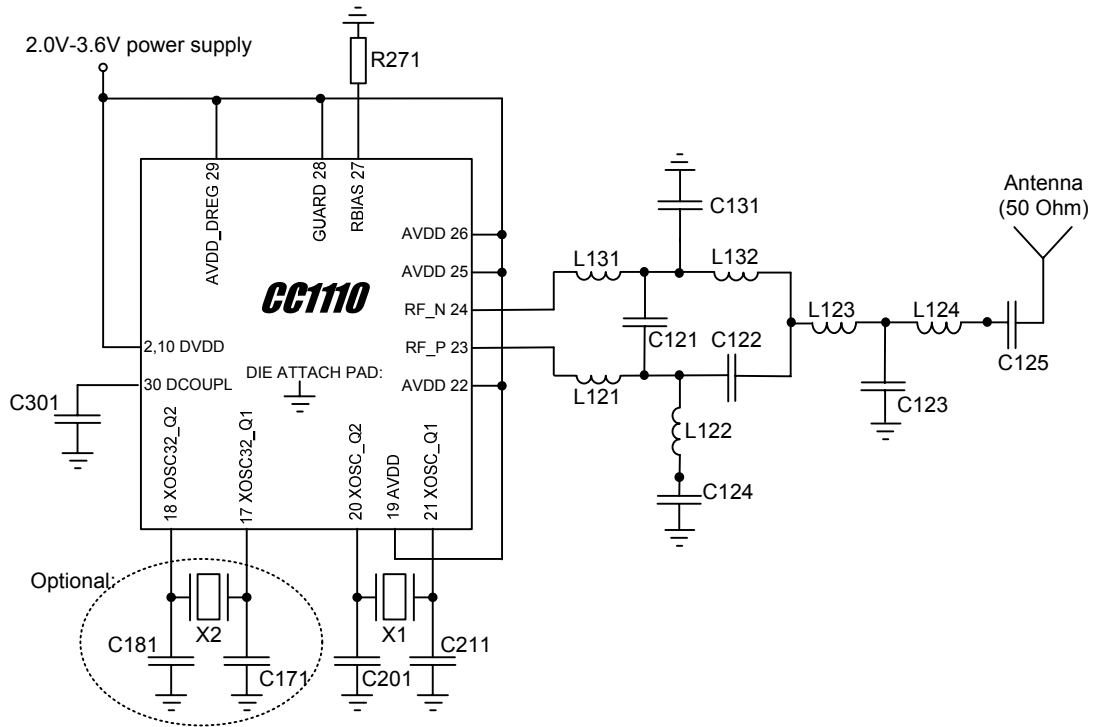 2.0V-3.6V power supply
R271
AVDD_DREG 29
GUARD 28
RBIAS 27
Antenna
(50 Ohm)
C131
AVDD 26
L131
L132
AVDD 25
CC1110
RF_N 24
L123
L124
C121
C122
2,10 DVDD
RF_P 23
C125
DIE ATTACH PAD:
30 DCOUPL
AVDD 22
L121
C301
C123
L122
18 XOSC32_Q2
17 XOSC32_Q1
20 XOSC_Q2
19 AVDD
21 XOSC_Q1
C124
Optional:
X2
X1
C181
C211
C171
C201